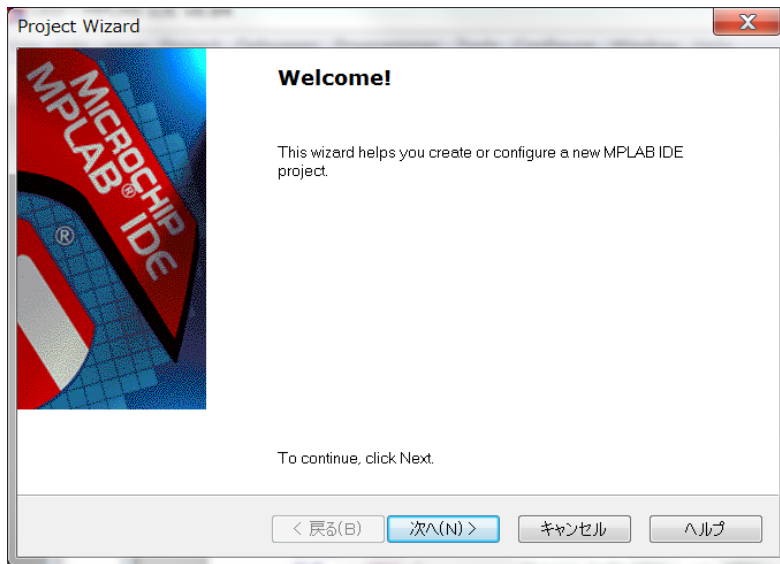 Project Wizard
Welcome!
MICROCHIP
MPLAB® IDE
®
This wizard helps you create or configure a new MPLAB IDE
project.
To continue, click Next.
< 戻る(B)
次へ(N) >
キャンセル
ヘルプ